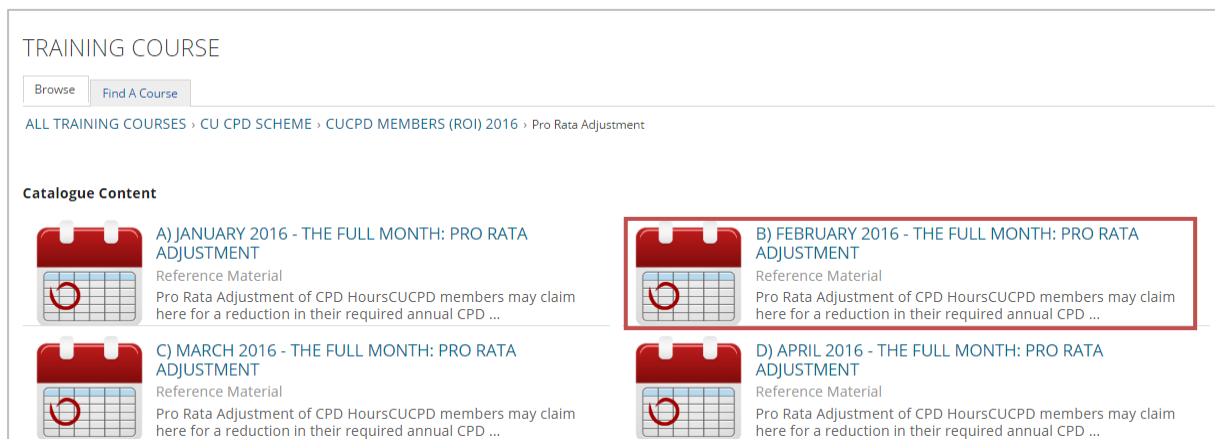 TRAINING COURSE
Browse
Find A Course
ALL TRAINING COURSES › CU CPD SCHEME › CUCPD MEMBERS (ROI) 2016 › Pro Rata Adjustment
Catalogue Content
A) JANUARY 2016 - THE FULL MONTH: PRO RATA
ADJUSTMENT
Reference Material
Pro Rata Adjustment of CPD HoursCUCPD members may claim
here for a reduction in their required annual CPD ...
B) FEBRUARY 2016 - THE FULL MONTH: PRO RATA
ADJUSTMENT
Reference Material
Pro Rata Adjustment of CPD HoursCUCPD members may claim
here for a reduction in their required annual CPD ...
C) MARCH 2016 - THE FULL MONTH: PRO RATA
ADJUSTMENT
Reference Material
Pro Rata Adjustment of CPD HoursCUCPD members may claim
here for a reduction in their required annual CPD ...
D) APRIL 2016 - THE FULL MONTH: PRO RATA
ADJUSTMENT
Reference Material
Pro Rata Adjustment of CPD HoursCUCPD members may claim
here for a reduction in their required annual CPD ...